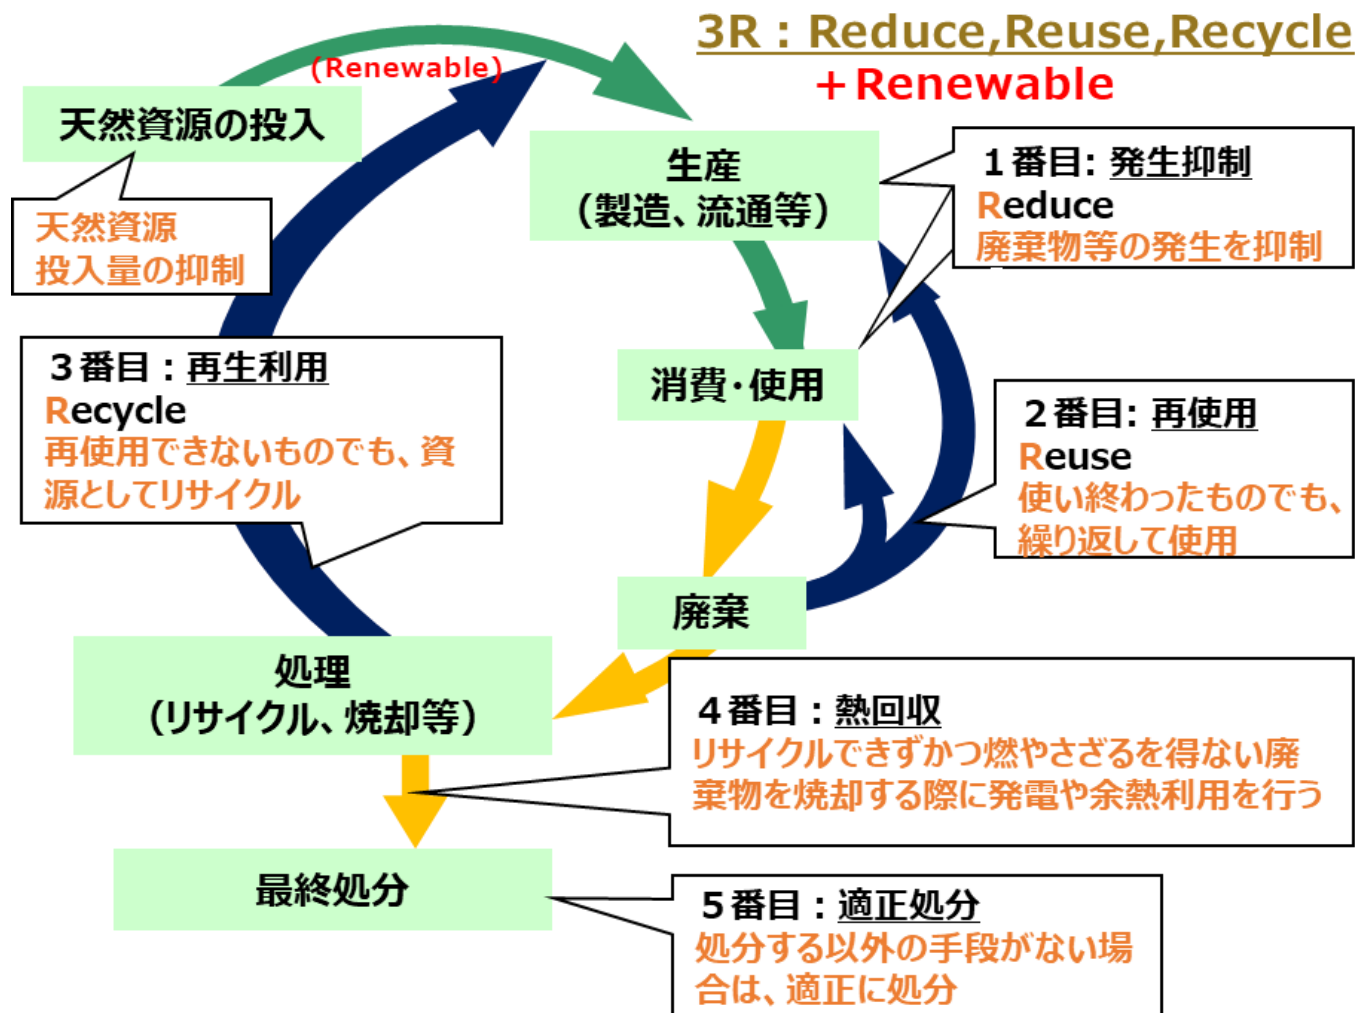 3R：Reduce,Reuse,Recycle
＋Renewable
(Renewable)
天然資源の投入
天然資源
投入量の抑制
生産
（製造、流通等）
１番目：発生抑制
Reduce
廃棄物等の発生を抑制
消費・使用
２番目：再使用
Reuse
使い終わったものでも、
繰り返して使用
３番目：再生利用
Recycle
再使用できないものでも、資
源としてリサイクル
廃棄
処理
（リサイクル、焼却等）
４番目：熱回収
リサイクルできずかつ燃やさざるを得ない廃
棄物を焼却する際に発電や余熱利用を行う
最終処分
５番目：適正処分
処分する以外の手段がない場
合は、適正に処分